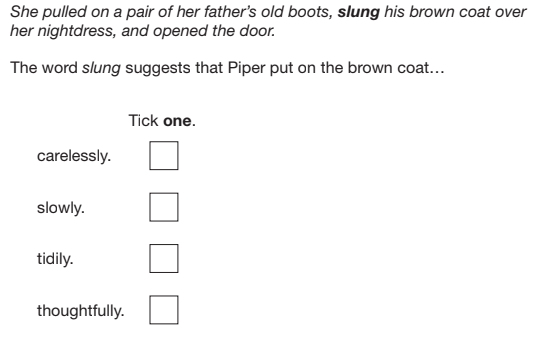 She pulled on a pair of her father's old boots, slung his brown coat over
her nightdress, and opened the door.
The word slung suggests that Piper put on the brown coat…
Tick one.
carelessly.
slowly.
tidily.
thoughtfully.